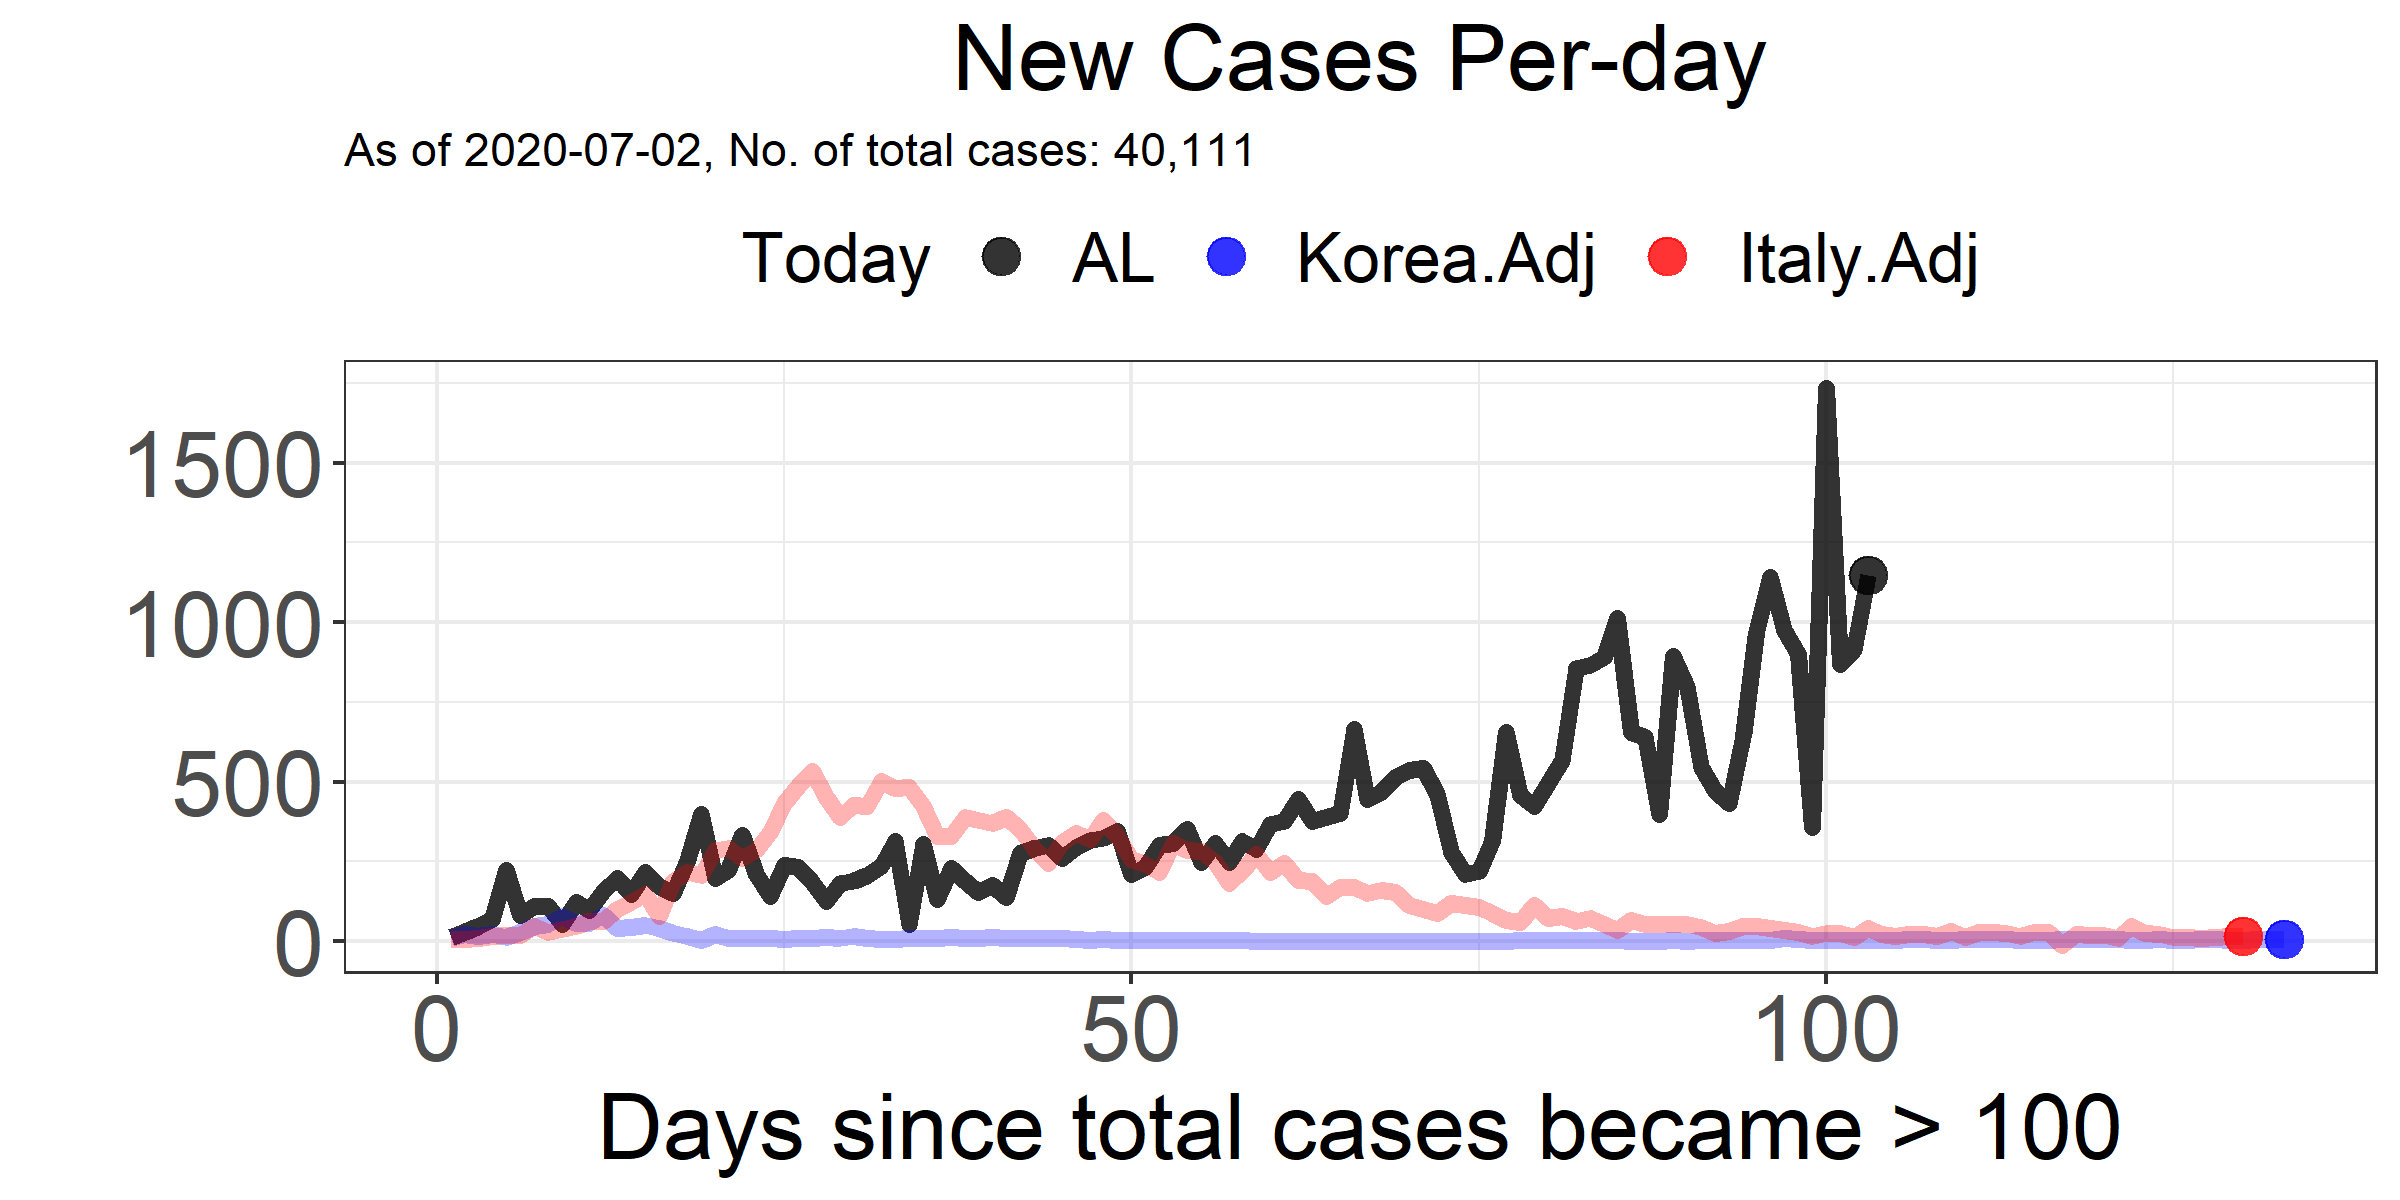 New Cases Per-day
As of 2020-07-02, No. of total cases: 40,111
Today AL Korea.Adj Italy.Adj
1500
1000
500
0
0 50 100
Days since total cases became > 100